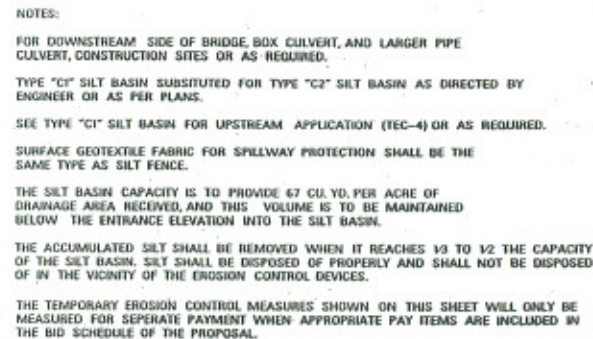 NOTES:
FOR DOWNSTREAM SIDE OF BRIDGE, BOX CULVERT, AND LARGER PIPE
CULVERT, CONSTRUCTION SITES OR AS REQUIRED.
TYPE "C1" SILT BASIN SUBSITUTED FOR TYPE "C2" SILT BASIN AS DIRECTED BY
ENGINEER OR AS PER PLANS.
SEE TYPE "C1" SILT BASIN FOR UPSTREAM APPLICATION (TEC-4) OR AS REQUIRED.
SURFACE GEOTEXTILE FABRIC FOR SPILLWAY PROTECTION SHALL BE THE
SAME TYPE AS SILT FENCE.
THE SILT BASIN CAPACITY IS TO PROVIDE 67 CU. YD. PER ACRE OF
DRAINAGE AREA RECEIVED, AND THIS VOLUME IS TO BE MAINTAINED
BELOW THE ENTRANCE ELEVATION INTO THE SILT BASIN.
THE ACCUMULATED SILT SHALL BE REMOVED WHEN IT REACHES 1/3 TO 1/2 THE CAPACITY
OF THE SILT BASIN. SILT SHALL BE DISPOSED OF PROPERLY AND SHALL NOT BE DISPOSED
OF IN THE VICINITY OF THE EROSION CONTROL DEVICES.
THE TEMPORARY EROSION CONTROL MEASURES SHOWN ON THIS SHEET WILL ONLY BE
MEASURED FOR SEPERATE PAYMENT WHEN APPROPRIATE PAY ITEMS ARE INCLUDED IN
THE BID SCHEDULE OF THE PROPOSAL.